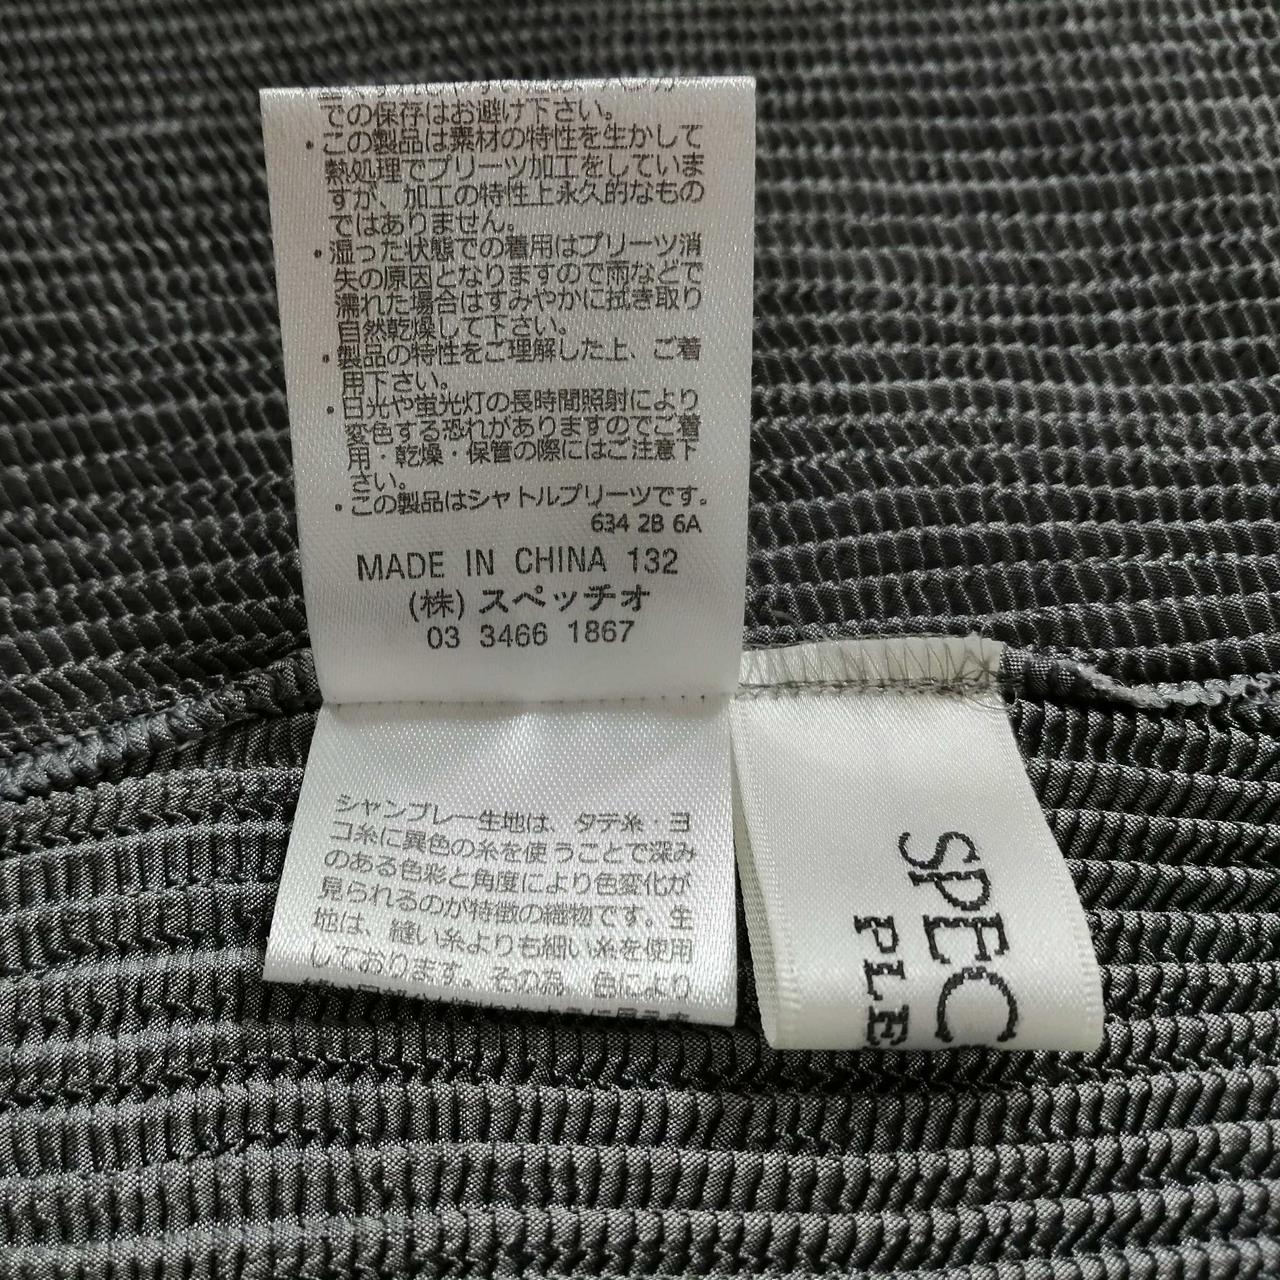 での保存はお避け下さい。
・この製品は素材の特性を生かして
熱処理でプリーツ加工をしていま
すが、加工の特性上永久的なもの
ではありません。
・湿った状態での着用はプリーツ消
失の原因となりますので雨などで
濡れた場合はすみやかに拭き取り
自然乾燥して下さい。
・製品の特性をご理解した上、ご着
用下さい。
・日光や蛍光灯の長時間照射により
変色する恐れがありますのでご着
用・乾燥・保管の際にはご注意下
さい。
・この製品はシャトルプリーツです。
634 2B 6A
MADE IN CHINA 132
(株) スペッチオ
03 3466 1867
シャンブレー生地は、タテ糸・ヨ
コ糸に異色の糸を使うことで深み
のある色彩と角度により色変化が
見られるのが特徴の織物です。生
地は、縫い糸よりも細い糸を使用
しております。その為、色により
SPEC
PLE